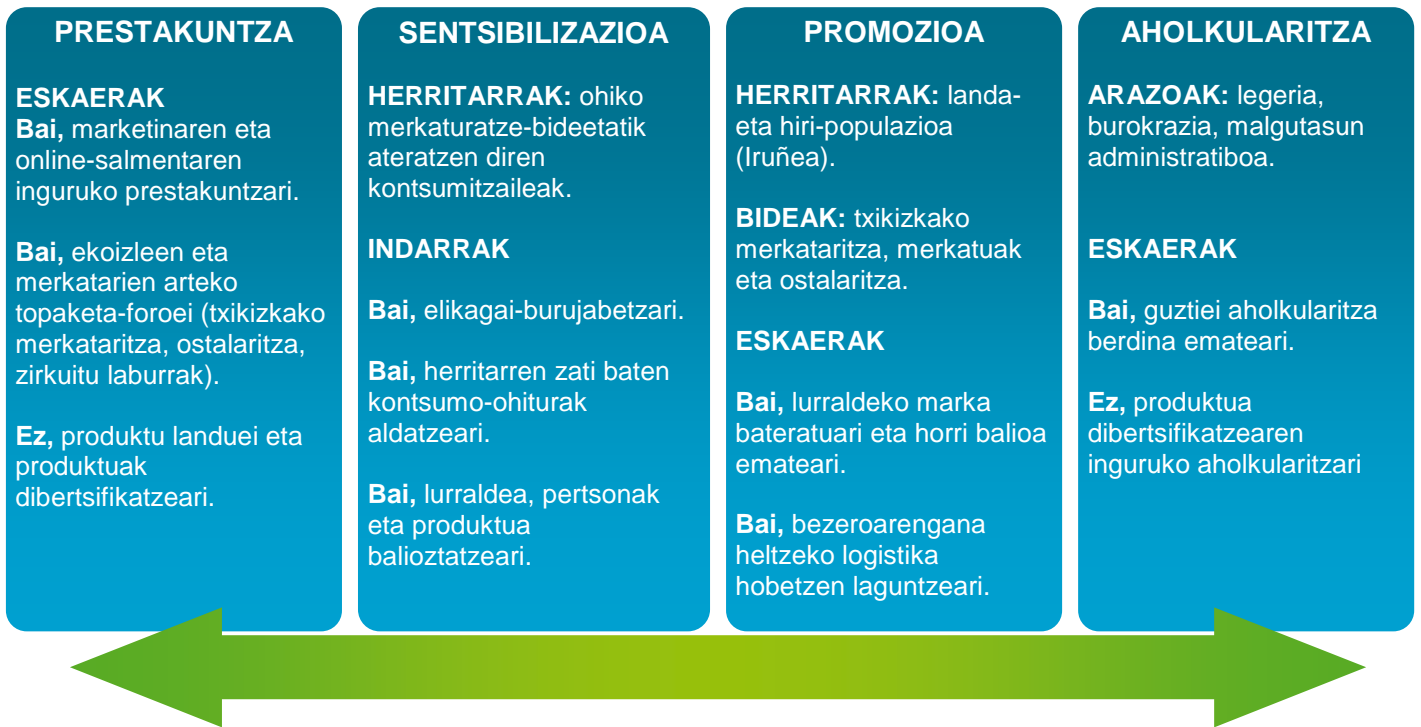 PRESTAKUNTZA
ESKAERAK
Bai, marketinaren eta
online-salmentaren
inguruko prestakuntzari.
Bai, ekoizleen eta
merkatarien arteko
topaketa-foroei (txikizkako
merkataritza, ostalaritza,
zirkuitu laburrak).
Ez, produktu landuei eta
produktuak
dibertsifikatzeari.
SENTSIBILIZAZIOA
HERRITARRAK: ohiko
merkaturatze-bideetatik
ateratzen diren
kontsumitzaileak.
INDARRAK
Bai, elikagai-burujabetzari.
Bai, herritarren zati baten
kontsumo-ohiturak
aldatzeari.
Bai, lurraldea, pertsonak
eta produktua
balioztatzeari.
PROMOZIOA
HERRITARRAK: landa-
eta hiri-populazioa
(Iruñea).
BIDEAK: txikizkako
merkataritza, merkatuak
eta ostalaritza.
ESKAERAK
Bai, lurraldeko marka
bateratuari eta horri balioa
emateari.
Bai, bezeroarengana
heltzeko logistika
hobetzen laguntzeari.
AHOLKULARITZA
ARAZOAK: legeria,
burokrazia, malgutasun
administratiboa.
ESKAERAK
Bai, guztiei aholkularitza
berdina emateari.
Ez, produktua
dibertsifikatzearen
inguruko aholkularitzari